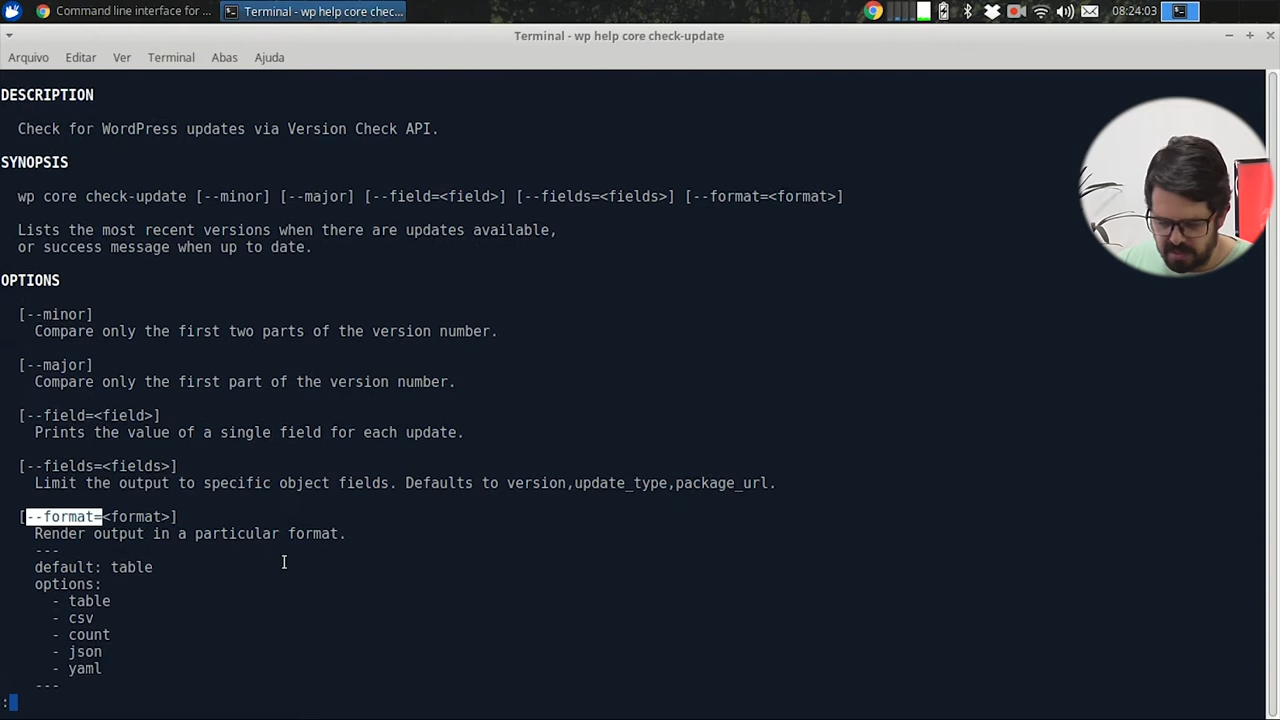 Command line interface for ...
Terminal - wp help core chec...
08:24:03
Terminal - wp help core check-update
Arquivo Editar Ver Terminal Abas Ajuda
DESCRIPTION
Check for WordPress updates via Version Check API.
SYNOPSIS
wp core check-update [--minor] [--major] [--field=<field>] [--fields=<fields>] [--format=<format>]
Lists the most recent versions when there are updates available,
or success message when up to date.
OPTIONS
[--minor]
Compare only the first two parts of the version number.
[--major]
Compare only the first part of the version number.
[--field=<field>]
Prints the value of a single field for each update.
[--fields=<fields>]
Limit the output to specific object fields. Defaults to version,update_type,package_url.
[--format=<format>]
Render output in a particular format.
---
default: table
options:
- table
- csv
- count
- json
- yaml
---
: